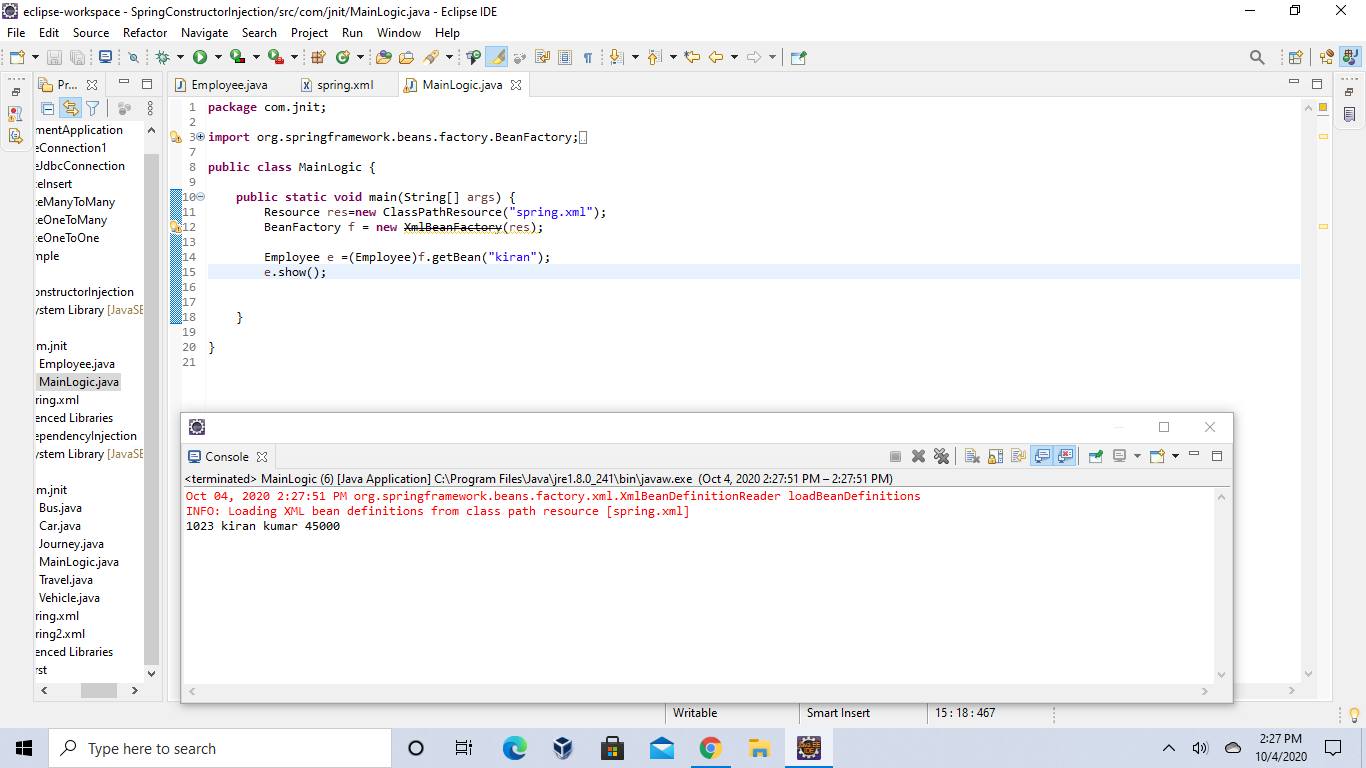 eclipse-workspace - SpringConstructorInjection/src/com/jnit/MainLogic.java - Eclipse IDE
File Edit Source Refactor Navigate Search Project Run Window Help
Pr...
Employee.java spring.xml MainLogic.java
mentApplication
eConnection1
eJdbcConnection
teInsert
teManyToMany
teOneToMany
teOneToOne
mple
onstructorInjection
ystem Library [JavaSE
m.jnit
Employee.java
MainLogic.java
ring.xml
enced Libraries
ependencyInjection
ystem Library [JavaSE
m.jnit
Bus.java
Car.java
Journey.java
MainLogic.java
Travel.java
Vehicle.java
ring.xml
ring2.xml
enced Libraries
rst
1 package com.jnit;
2
3 import org.springframework.beans.factory.BeanFactory;
7
8 public class MainLogic {
9
10 public static void main(String[] args) {
11 Resource res=new ClassPathResource("spring.xml");
12 BeanFactory f = new XmlBeanFactory(res);
13
14 Employee e =(Employee)f.getBean("kiran");
15 e.show();
16
17
18 }
19
20 }
21
Console
<terminated> MainLogic (6) [Java Application] C:\Program Files\Java\jre1.8.0_241\bin\javaw.exe (Oct 4, 2020 2:27:51 PM – 2:27:51 PM)
Oct 04, 2020 2:27:51 PM org.springframework.beans.factory.xml.XmlBeanDefinitionReader loadBeanDefinitions
INFO: Loading XML bean definitions from class path resource [spring.xml]
1023 kiran kumar 45000
Writable Smart Insert 15 : 18 : 467
Type here to search
2:27 PM
10/4/2020